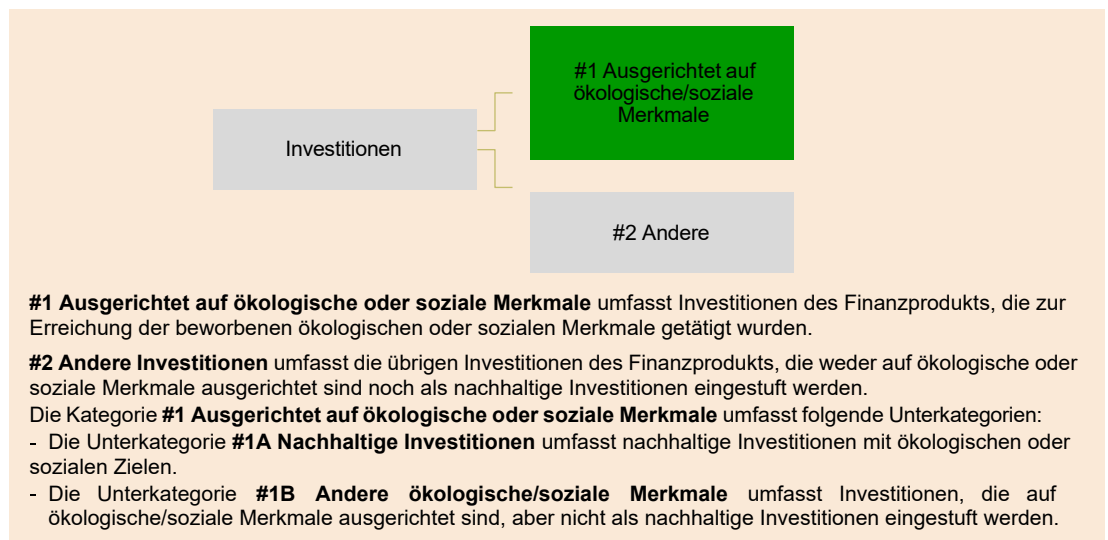 #1 Ausgerichtet auf
ökologische/soziale
Merkmale
Investitionen
#2 Andere
#1 Ausgerichtet auf ökologische oder soziale Merkmale umfasst Investitionen des Finanzprodukts, die zur
Erreichung der beworbenen ökologischen oder sozialen Merkmale getätigt wurden.
#2 Andere Investitionen umfasst die übrigen Investitionen des Finanzprodukts, die weder auf ökologische oder
soziale Merkmale ausgerichtet sind noch als nachhaltige Investitionen eingestuft werden.
Die Kategorie #1 Ausgerichtet auf ökologische oder soziale Merkmale umfasst folgende Unterkategorien:
- Die Unterkategorie #1A Nachhaltige Investitionen umfasst nachhaltige Investitionen mit ökologischen oder
sozialen Zielen.
- Die Unterkategorie #1B Andere ökologische/soziale Merkmale umfasst Investitionen, die auf
ökologische/soziale Merkmale ausgerichtet sind, aber nicht als nachhaltige Investitionen eingestuft werden.